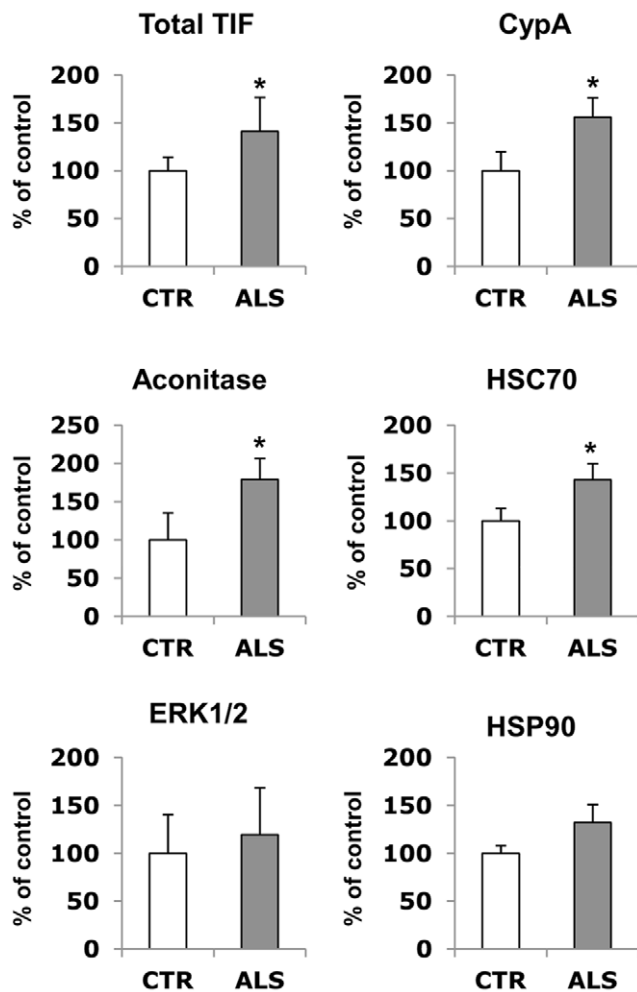 Total TIF
% of control
200
150
100
50
0
*
CTR ALS
CypA
% of control
200
150
100
50
0
*
CTR ALS
Aconitase
% of control
250
200
150
100
50
0
*
CTR ALS
HSC70
% of control
200
150
100
50
0
*
CTR ALS
ERK1/2
% of control
200
150
100
50
0
CTR ALS
HSP90
% of control
200
150
100
50
0
CTR ALS